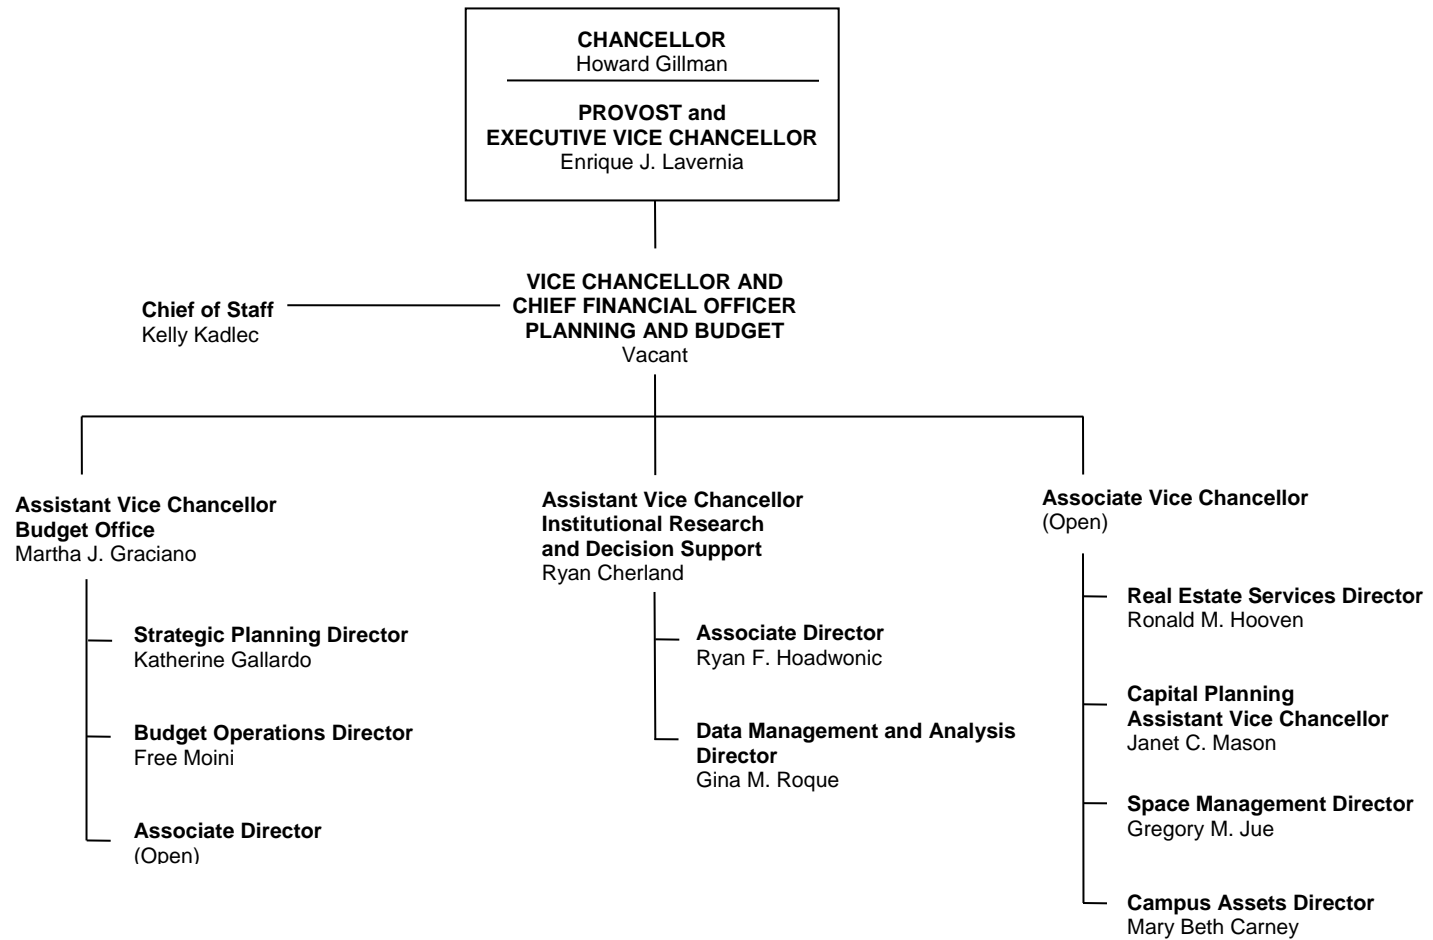 CHANCELLOR
Howard Gillman
PROVOST and
EXECUTIVE VICE CHANCELLOR
Enrique J. Lavernia
VICE CHANCELLOR AND
CHIEF FINANCIAL OFFICER
PLANNING AND BUDGET
Vacant
Chief of Staff
Kelly Kadlec
Assistant Vice Chancellor
Budget Office
Martha J. Graciano
Strategic Planning Director
Katherine Gallardo
Budget Operations Director
Free Moini
Associate Director
(Open)
Assistant Vice Chancellor
Institutional Research
and Decision Support
Ryan Cherland
Associate Director
Ryan F. Hoadwonic
Data Management and Analysis
Director
Gina M. Roque
Associate Vice Chancellor
(Open)
Real Estate Services Director
Ronald M. Hooven
Capital Planning
Assistant Vice Chancellor
Janet C. Mason
Space Management Director
Gregory M. Jue
Campus Assets Director
Mary Beth Carney